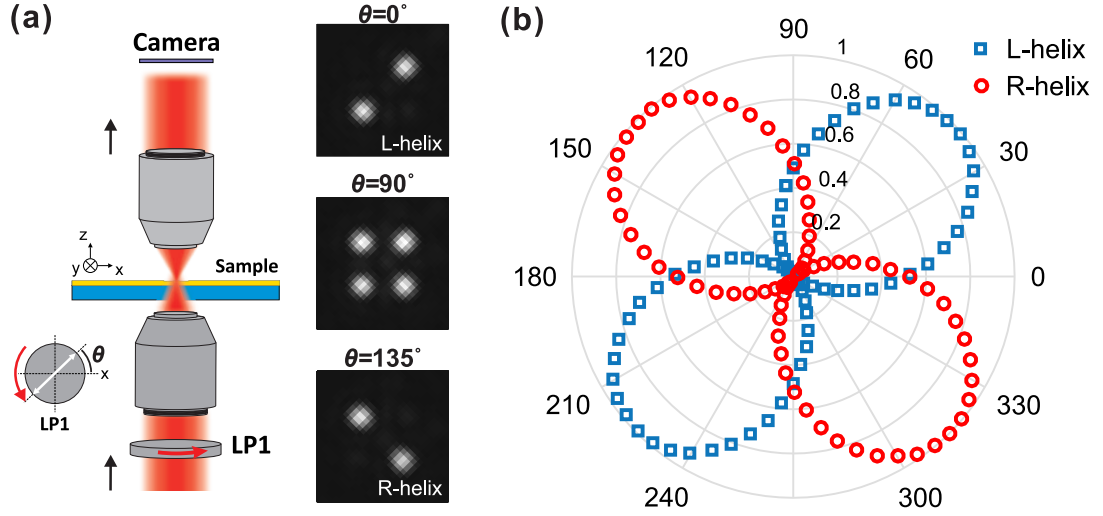 (a)
Camera
z
y
x
Sample
θ
x
LP1
LP1
θ=0°
L-helix
θ=90°
θ=135°
R-helix
(b)
90
120
60
150
30
180
0
210
330
240
300
1
0.8
0.6
0.4
0.2
L-helix
R-helix